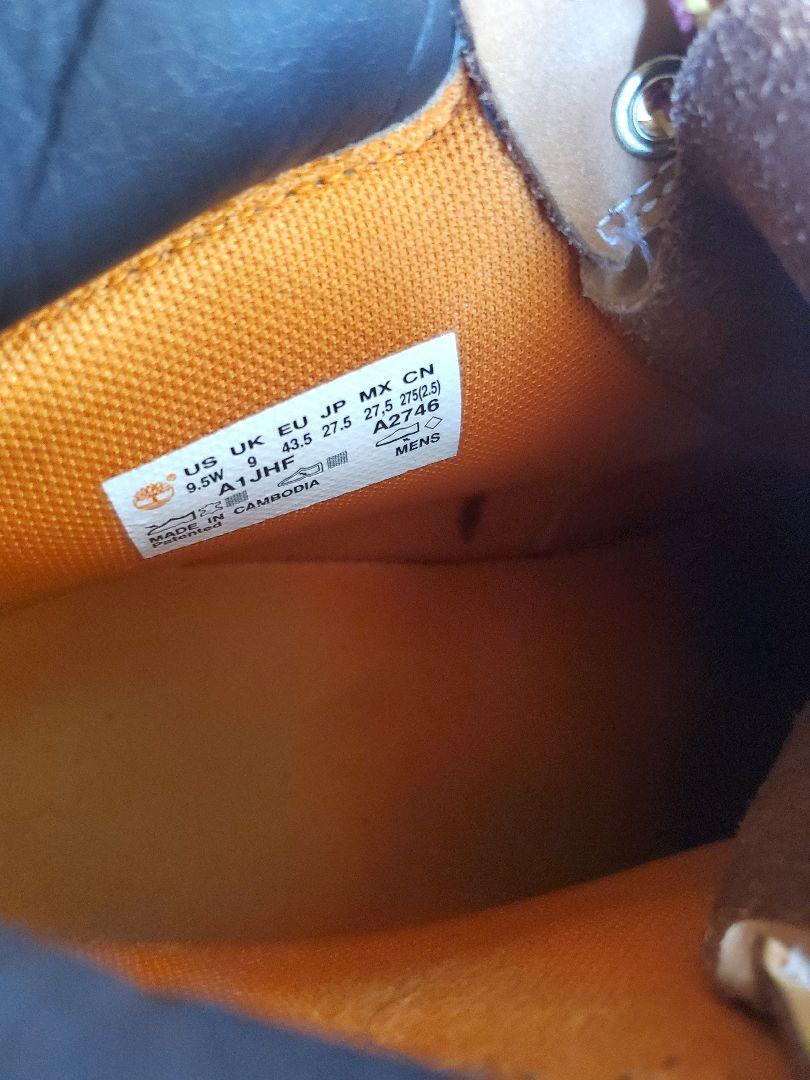 US UK EU JP MX CN
9.5W 9 43.5 27.5 27,5 275(2.5)
A1JHF A2746
MENS
MADE IN CAMBODIA
Patented